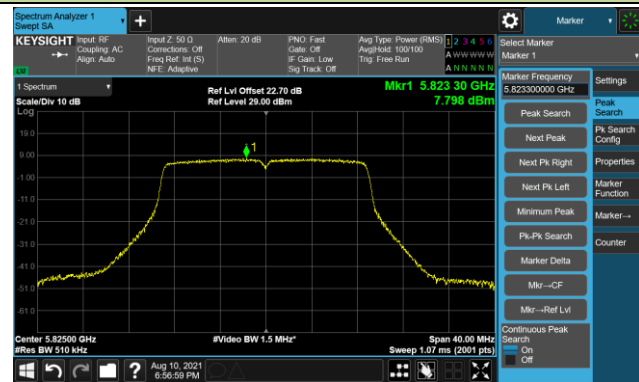 Spectrum Analyzer 1
Swept SA
Marker
KEYSIGHT
Input: RF
Coupling: AC
Align: Auto
Input Z: 50 Ω
Corrections: Off
Freq Ref: Int (S)
NFE: Adaptive
Atten: 20 dB
PNO: Fast
Gate: Off
IF Gain: Low
Sig Track: Off
Avg Type: Power (RMS)
Avg|Hold: 100/100
Trig: Free Run
1 2 3 4 5 6
A W W W W W
A N N N N N
Select Marker
Marker 1
LXI
1 Spectrum
Scale/Div 10 dB
Log
Ref Lvl Offset 22.70 dB
Ref Level 29.00 dBm
Mkr1 5.823 30 GHz
7.798 dBm
19.0
9.00
-1.00
-11.0
-21.0
-31.0
-41.0
-51.0
-61.0
1
Center 5.82500 GHz
#Res BW 510 kHz
#Video BW 1.5 MHz*
Span 40.00 MHz
Sweep 1.07 ms (2001 pts)
Marker Frequency
5.823300000 GHz
Peak Search
Next Peak
Next Pk Right
Next Pk Left
Minimum Peak
Pk-Pk Search
Marker Delta
Mkr→CF
Mkr→Ref Lvl
Continuous Peak
Search
On
Off
Settings
Peak
Search
Pk Search
Config
Properties
Marker
Function
Marker→
Counter
?
Aug 10, 2021
6:56:59 PM